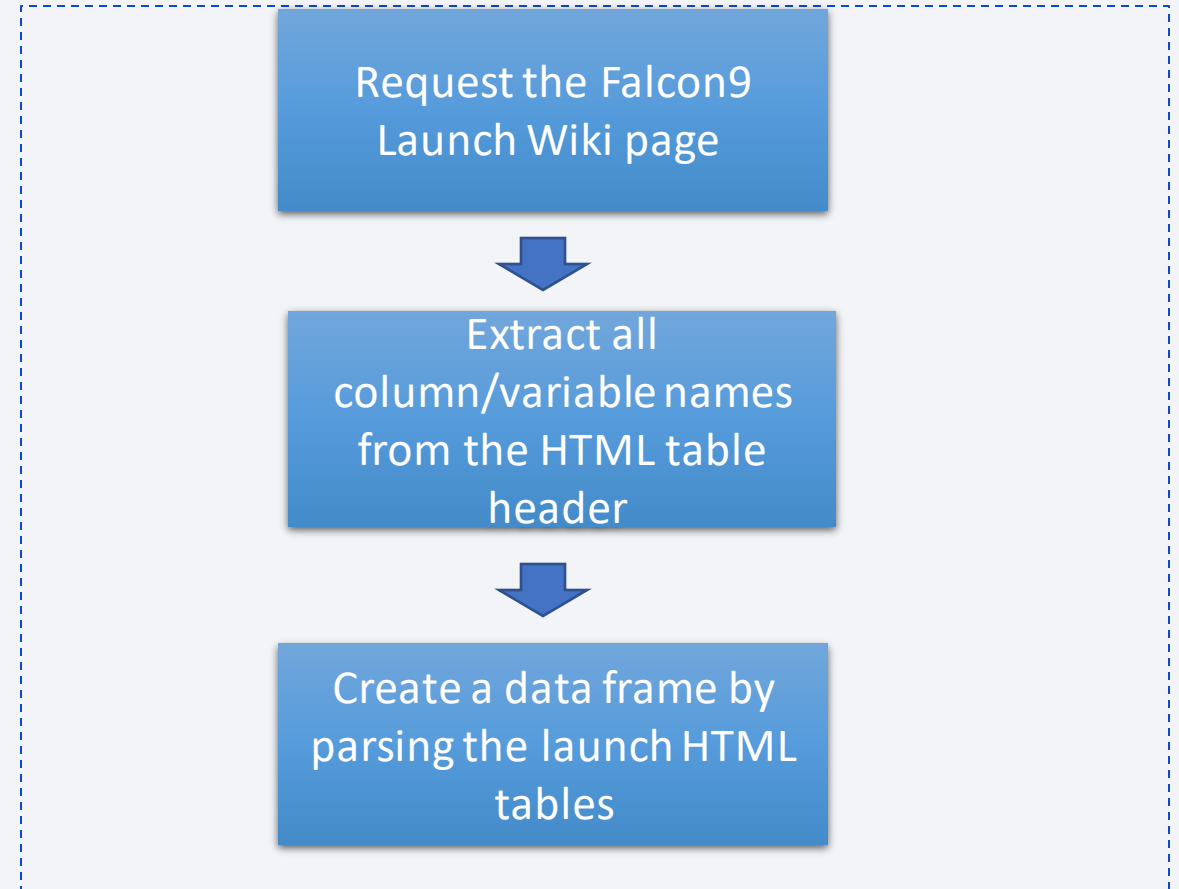 Request the Falcon9
Launch Wiki page
Extract all
column/variable names
from the HTML table
header
Create a data frame by
parsing the launch HTML
tables